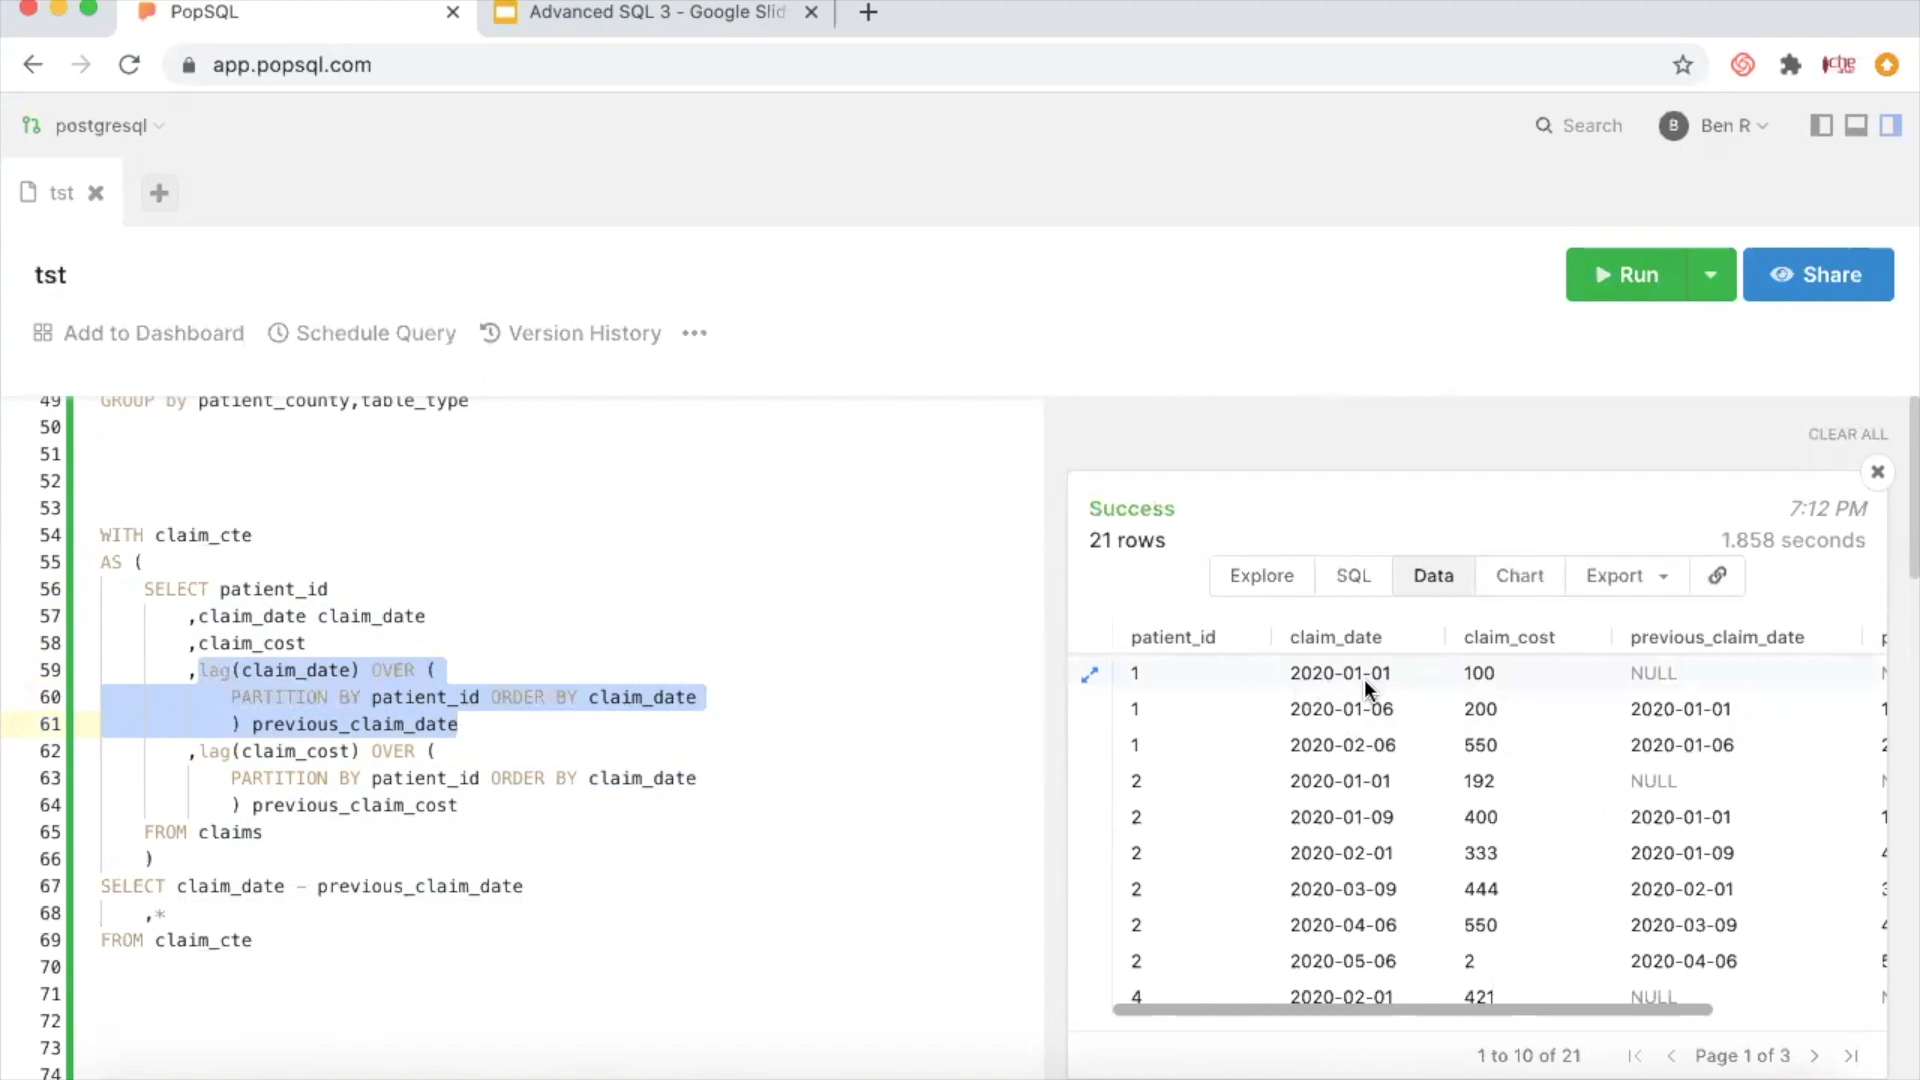 PopSQL
Advanced SQL 3 - Google Slid
app.popsql.com
postgresql
Search
B
Ben R
tst
tst
Run
Share
Add to Dashboard
Schedule Query
Version History
49 GROUP by patient_county,table_type
50
51
52
53
54 WITH claim_cte
55 AS (
56 SELECT patient_id
57 ,claim_date claim_date
58 ,claim_cost
59 ,lag(claim_date) OVER (
60 PARTITION BY patient_id ORDER BY claim_date
61 ) previous_claim_date
62 ,lag(claim_cost) OVER (
63 PARTITION BY patient_id ORDER BY claim_date
64 ) previous_claim_cost
65 FROM claims
66 )
67 SELECT claim_date - previous_claim_date
68 ,*
69 FROM claim_cte
70
71
72
73
74
CLEAR ALL
Success 7:12 PM
21 rows 1.858 seconds
Explore SQL Data Chart Export
patient_id claim_date claim_cost previous_claim_date p
1 2020-01-01 100 NULL
1 2020-01-06 200 2020-01-01 1
1 2020-02-06 550 2020-01-06 2
2 2020-01-01 192 NULL
2 2020-01-09 400 2020-01-01 1
2 2020-02-01 333 2020-01-09 4
2 2020-03-09 444 2020-02-01 3
2 2020-04-06 550 2020-03-09 4
2 2020-05-06 2 2020-04-06 5
4 2020-02-01 421 NULL
1 to 10 of 21 Page 1 of 3